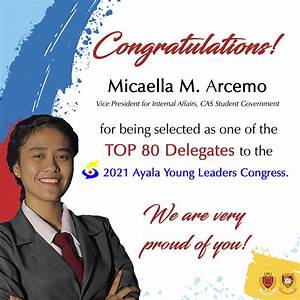 Congratulations!
Micaella M. Arcemo
Vice President for Internal Affairs, CAS Student Government
for being selected as one of the
TOP 80 Delegates to the
2021 Ayala Young Leaders Congress.
We are very
proud of you!
LPU